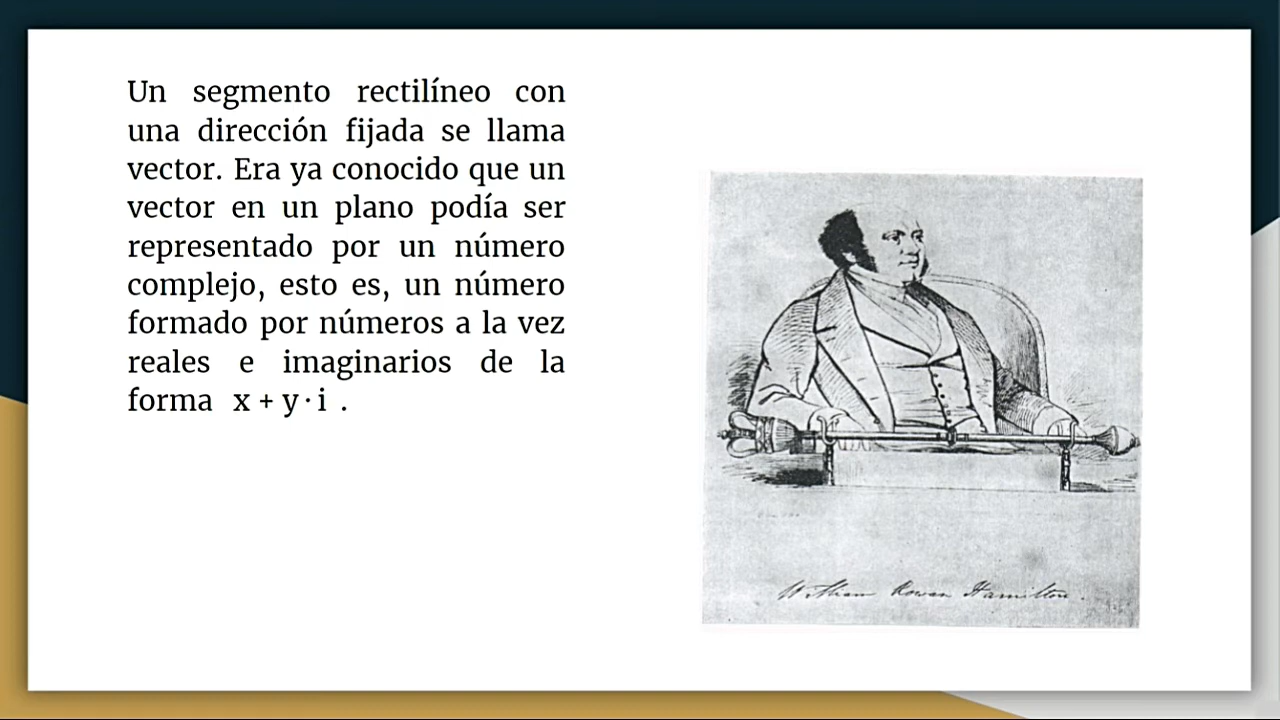 Un segmento rectilíneo con
una dirección fijada se llama
vector. Era ya conocido que un
vector en un plano podía ser
representado por un número
complejo, esto es, un número
formado por números a la vez
reales e imaginarios de la
forma x + y · i .
William Rowan Hamilton.